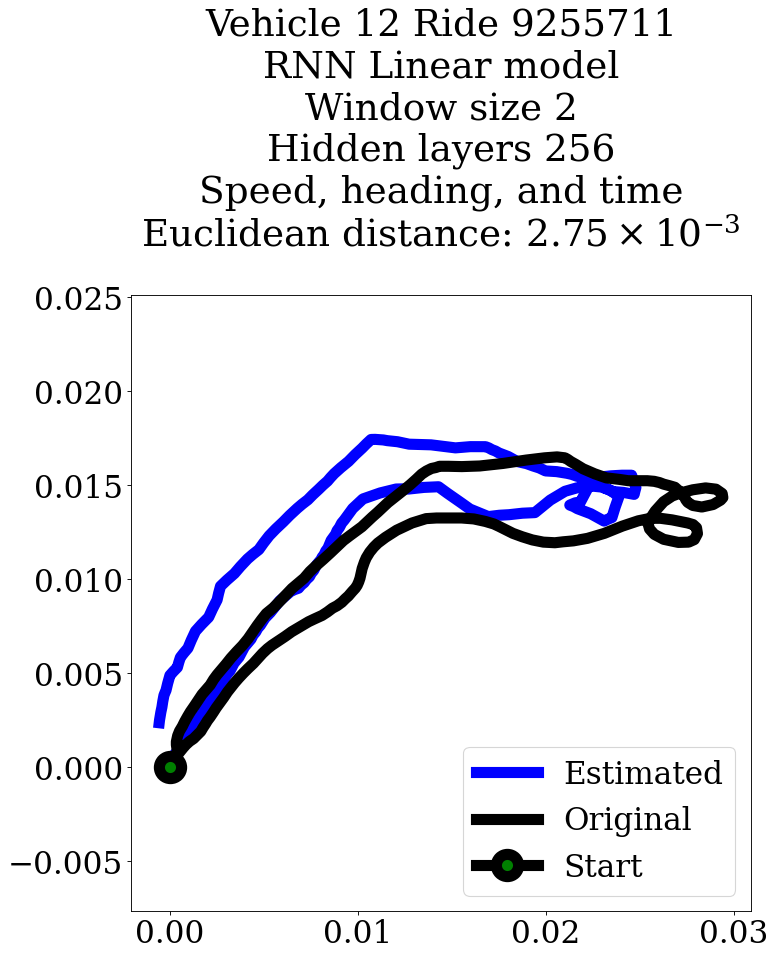 Vehicle 12 Ride 9255711
RNN Linear model
Window size 2
Hidden layers 256
Speed, heading, and time
Euclidean distance: 2.75 × 10⁻³
0.025
0.020
0.015
0.010
0.005
0.000
−0.005
Estimated
Original
Start
0.00 0.01 0.02 0.03